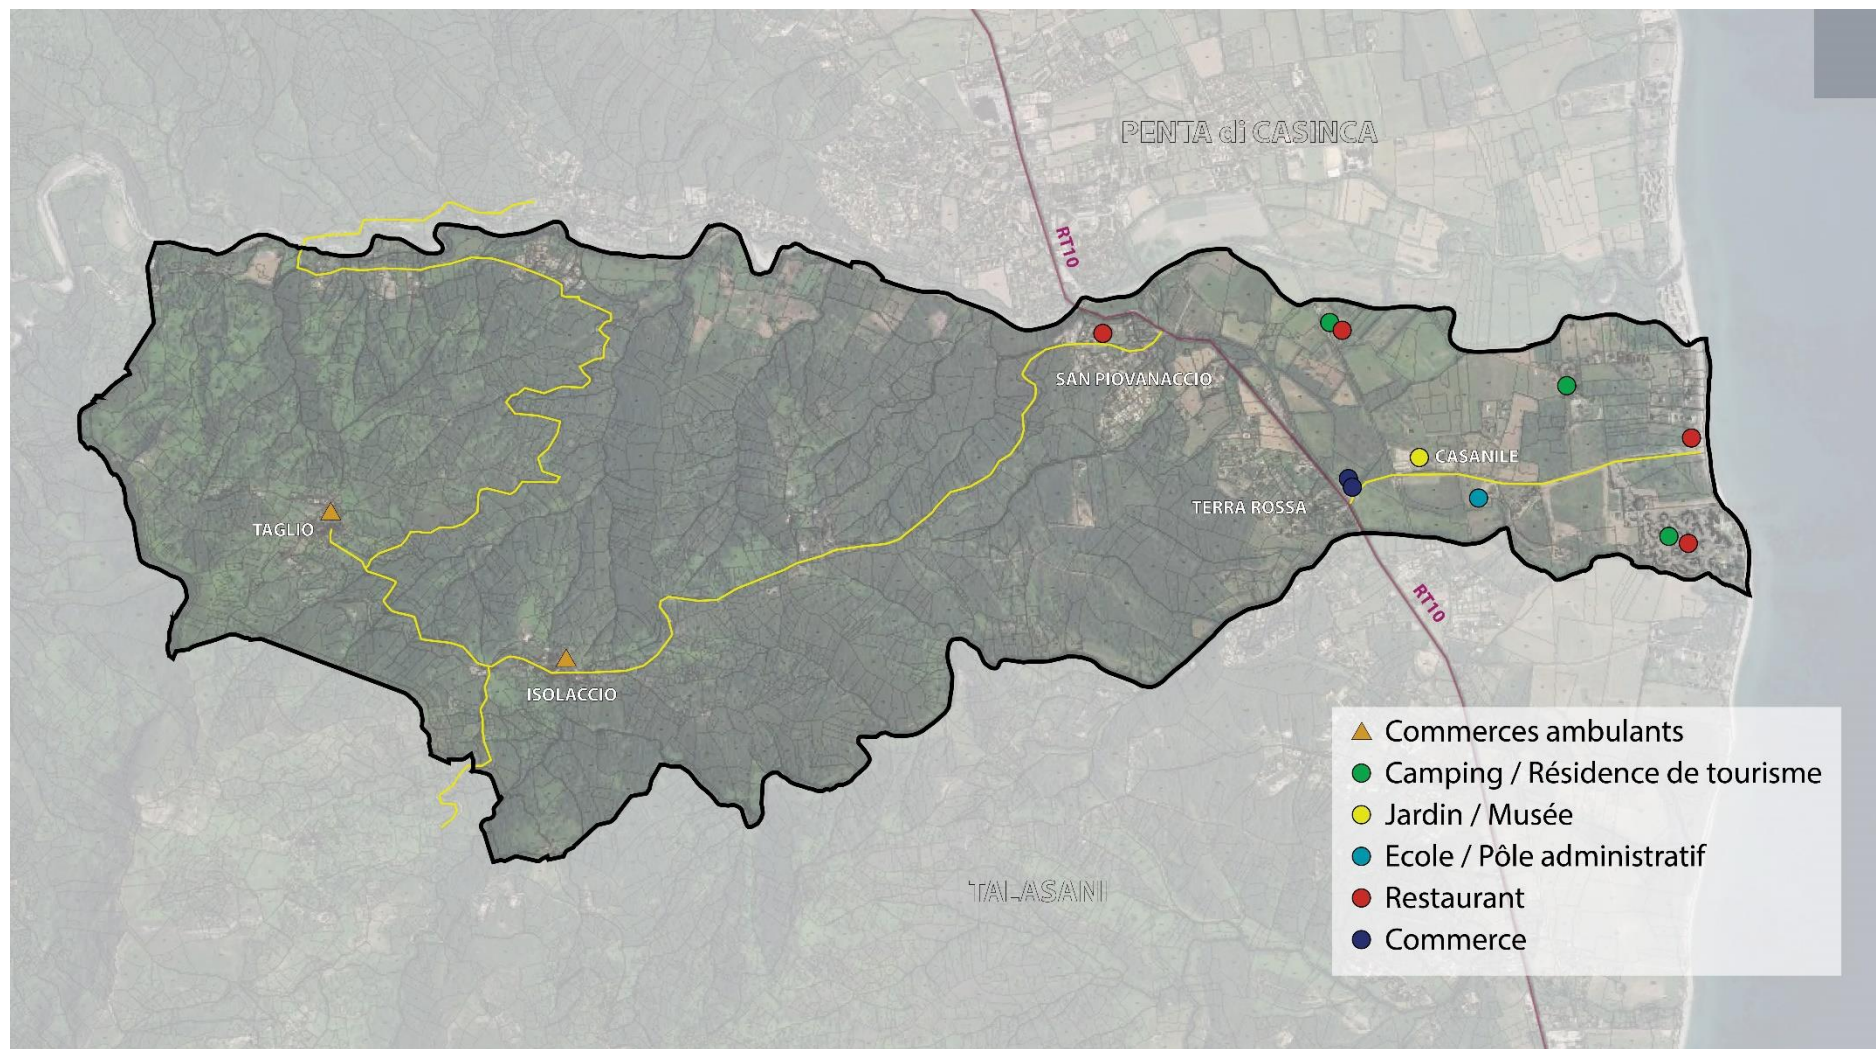 PENTA di CASINCA
RT10
SAN PIOVANACCIO
CASANILE
TERRA ROSSA
TAGLIO
RT10
ISOLACCIO
TALASANI
Commerces ambulants
Camping / Résidence de tourisme
Jardin / Musée
Ecole / Pôle administratif
Restaurant
Commerce